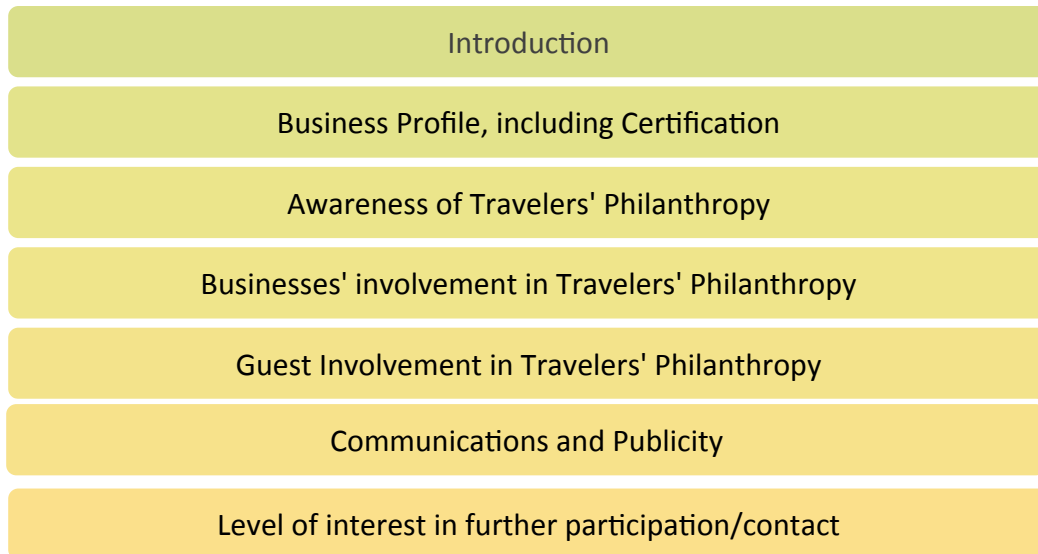 Introduction
Business Profile, including Certification
Awareness of Travelers' Philanthropy
Businesses' involvement in Travelers' Philanthropy
Guest Involvement in Travelers' Philanthropy
Communications and Publicity
Level of interest in further participation/contact